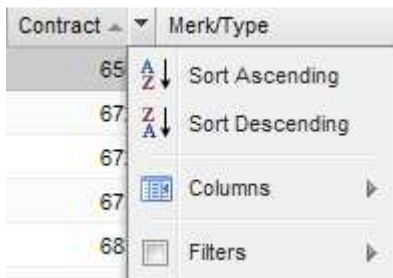 Contract Merk/Type
65 Sort Ascending
67 Sort Descending
67
67 Columns
68 Filters